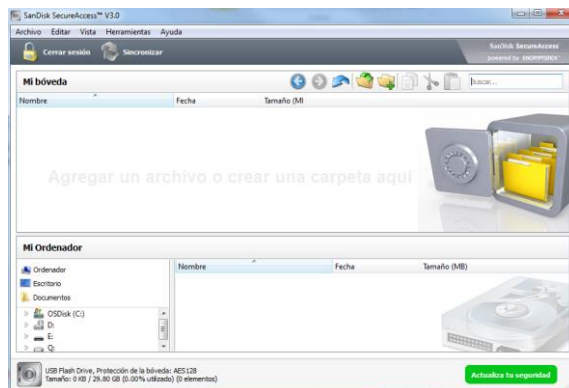 SanDisk SecureAccess™ V3.0
Archivo Editar Vista Herramientas Ayuda
Cerrar sesión Sincronizar
SanDisk SecureAccess
powered by ENCRYPTSTICK
Mi bóveda
Buscar...
Nombre Fecha Tamaño (MI
Agregar un archivo o crear una carpeta aquí
Mi Ordenador
Ordenador
Escritorio
Documentos
OSDisk (C:)
D:
E:
Q:
Nombre Fecha Tamaño (MB)
USB Flash Drive, Protección de la bóveda: AES128
Tamaño: 0 KB / 29.80 GB (0.00% utilizado) (0 elementos)
Actualiza tu seguridad